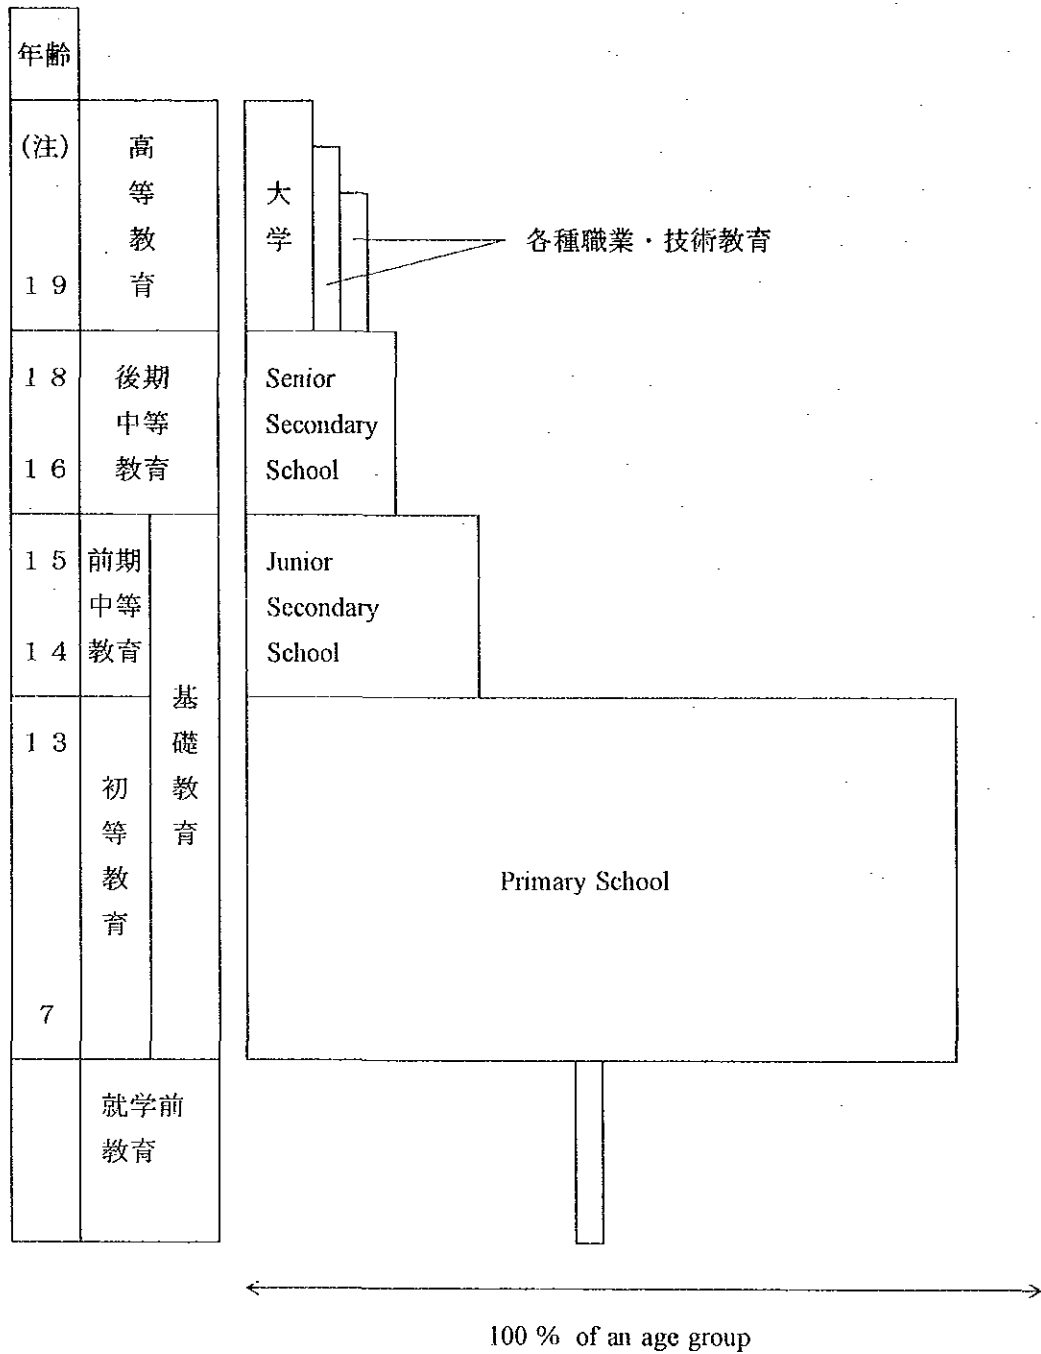 年齢
(注)
19
高等教育
大学
各種職業・技術教育
18
16
後期
中等
教育
Senior
Secondary
School
15
14
前期
中等
教育
Junior
Secondary
School
基礎教育
13
7
初等教育
Primary School
就学前
教育
100 % of an age group